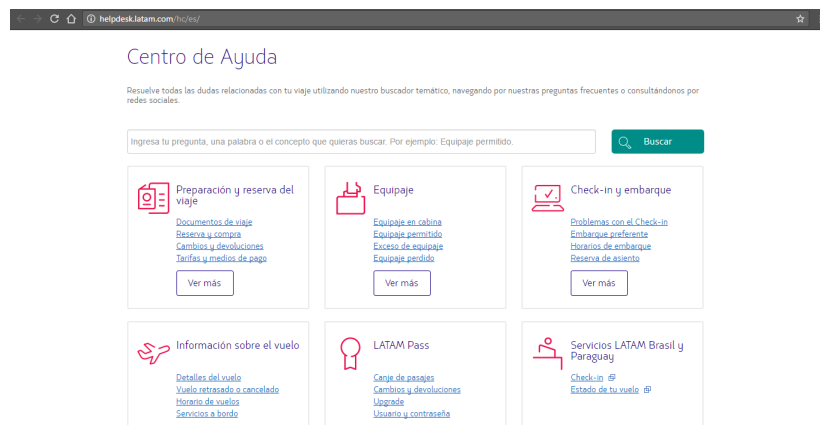 helpdesk.latam.com/hc/es/
Centro de Ayuda
Resuelve todas las dudas relacionadas con tu viaje utilizando nuestro buscador temático, navegando por nuestras preguntas frecuentes o consultándonos por
redes sociales.
Ingresa tu pregunta, una palabra o el concepto que quieras buscar. Por ejemplo: Equipaje permitido.
Buscar
Preparación y reserva del
viaje
Documentos de viaje
Reserva y compra
Cambios y devoluciones
Tarifas y medios de pago
Ver más
Equipaje
Equipaje en cabina
Equipaje permitido
Exceso de equipaje
Equipaje perdido
Ver más
Check-in y embarque
Problemas con el Check-in
Embarque preferente
Horarios de embarque
Reserva de asiento
Ver más
Información sobre el vuelo
Detalles del vuelo
Vuelo retrasado o cancelado
Horario de vuelos
Servicios a bordo
LATAM Pass
Canje de pasajes
Cambios y devoluciones
Upgrade
Usuario y contraseña
Servicios LATAM Brasil y
Paraguay
Check-in
Estado de tu vuelo